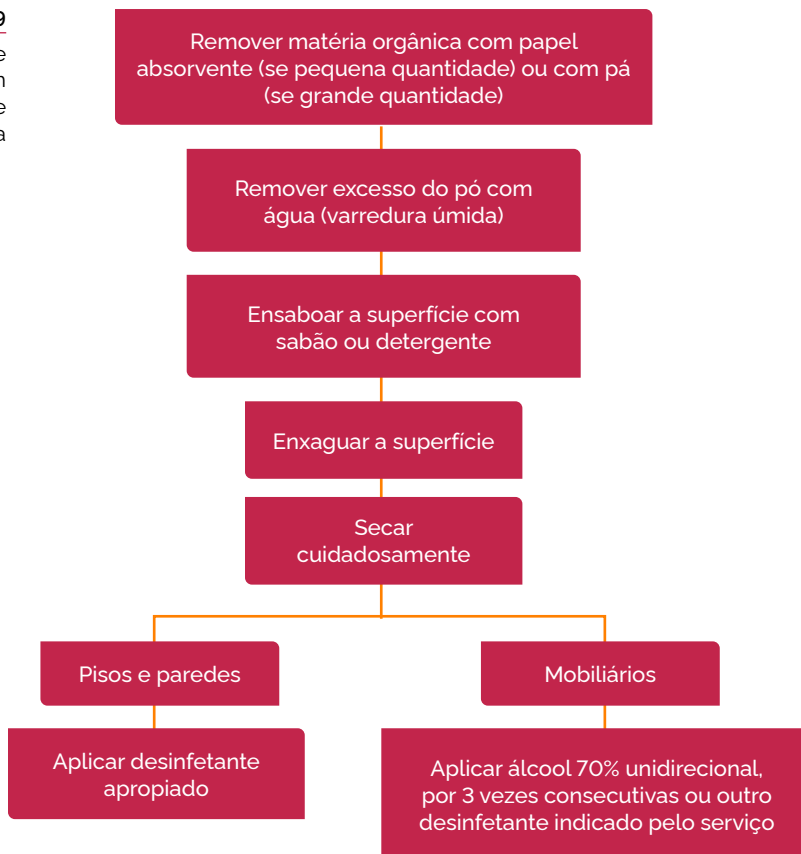 9
e
n
e
a
Remover matéria orgânica com papel
absorvente (se pequena quantidade) ou com pá
(se grande quantidade)
Remover excesso do pó com
água (varredura úmida)
Ensaboar a superfície com
sabão ou detergente
Enxaguar a superfície
Secar
cuidadosamente
Pisos e paredes
Mobiliários
Aplicar desinfetante
apropiado
Aplicar álcool 70% unidirecional,
por 3 vezes consecutivas ou outro
desinfetante indicado pelo serviço